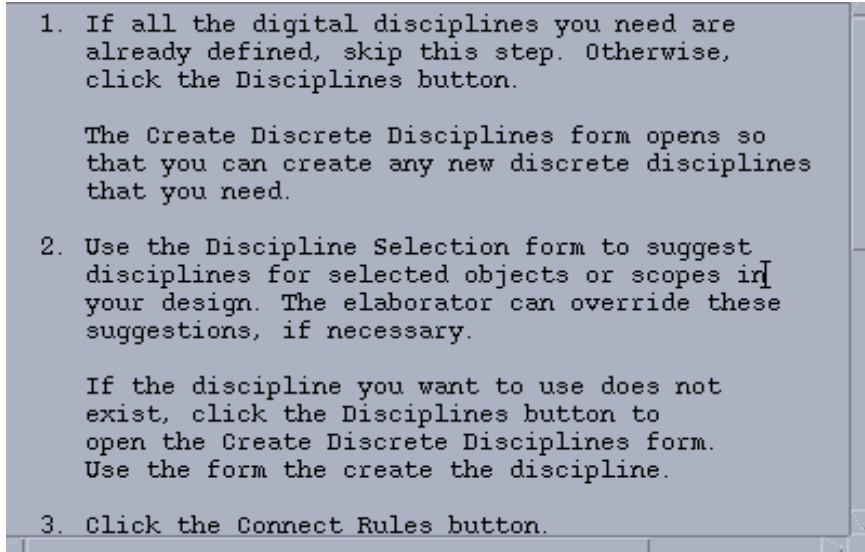 1. If all the digital disciplines you need are
already defined, skip this step. Otherwise,
click the Disciplines button.
The Create Discrete Disciplines form opens so
that you can create any new discrete disciplines
that you need.
2. Use the Discipline Selection form to suggest
disciplines for selected objects or scopes in
your design. The elaborator can override these
suggestions, if necessary.
If the discipline you want to use does not
exist, click the Disciplines button to
open the Create Discrete Disciplines form.
Use the form the create the discipline.
3. Click the Connect Rules button.